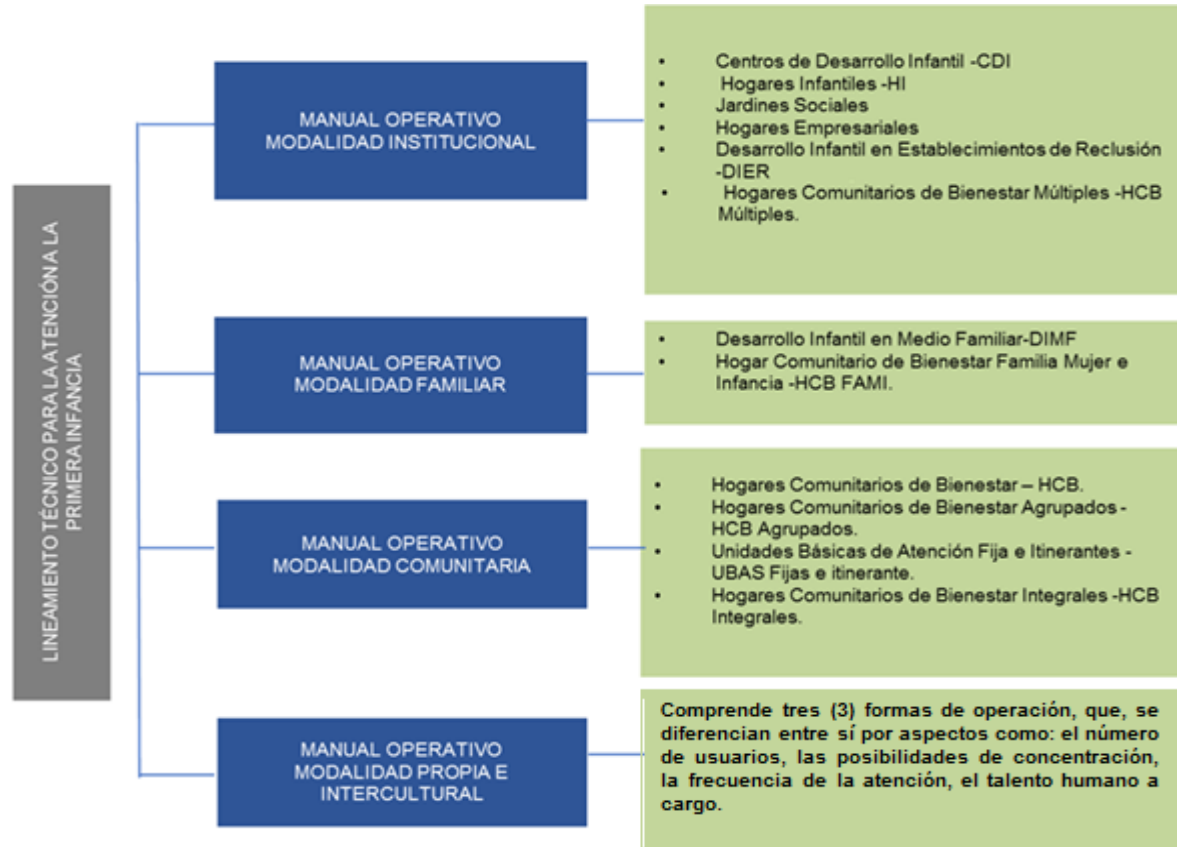 LINEAMIENTO TÉCNICO PARA LA ATENCIÓN A LA
PRIMERA INFANCIA
MANUAL OPERATIVO
MODALIDAD INSTITUCIONAL
• Centros de Desarrollo Infantil -CDI
• Hogares Infantiles -HI
• Jardines Sociales
• Hogares Empresariales
• Desarrollo Infantil en Establecimientos de Reclusión
-DIER
• Hogares Comunitarios de Bienestar Múltiples -HCB
Múltiples.
MANUAL OPERATIVO
MODALIDAD FAMILIAR
• Desarrollo Infantil en Medio Familiar-DIMF
• Hogar Comunitario de Bienestar Familia Mujer e
Infancia -HCB FAMI.
MANUAL OPERATIVO
MODALIDAD COMUNITARIA
• Hogares Comunitarios de Bienestar – HCB.
• Hogares Comunitarios de Bienestar Agrupados -
HCB Agrupados.
• Unidades Básicas de Atención Fija e Itinerantes -
UBAS Fijas e itinerante.
• Hogares Comunitarios de Bienestar Integrales -HCB
Integrales.
MANUAL OPERATIVO
MODALIDAD PROPIA E
INTERCULTURAL
Comprende tres (3) formas de operación, que, se
diferencian entre sí por aspectos como: el número
de usuarios, las posibilidades de concentración,
la frecuencia de la atención, el talento humano a
cargo.